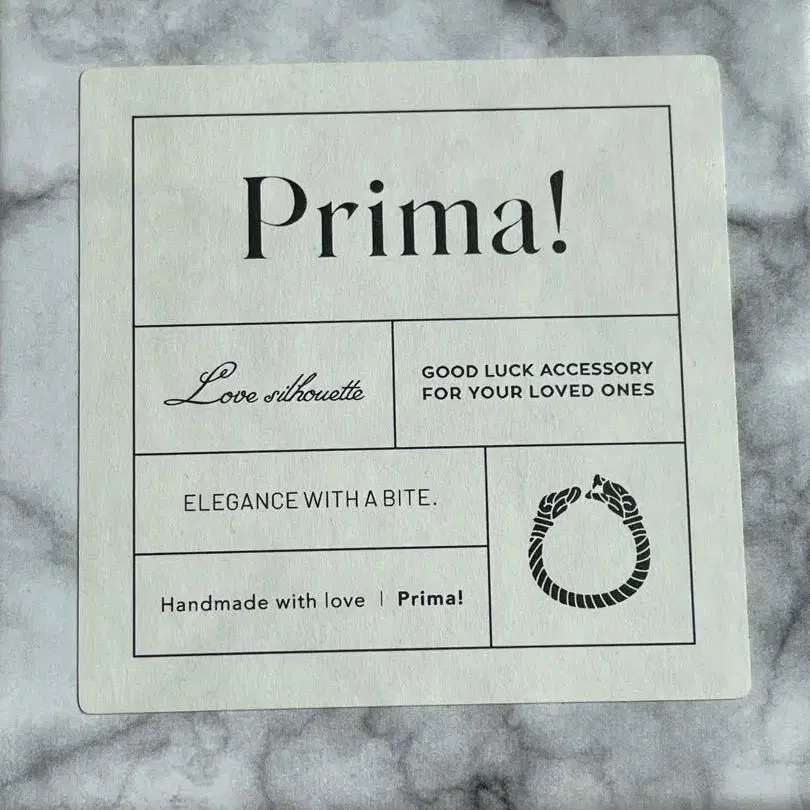 Prima!
Love silhouette
GOOD LUCK ACCESSORY
FOR YOUR LOVED ONES
ELEGANCE WITH A BITE.
Handmade with love | Prima!